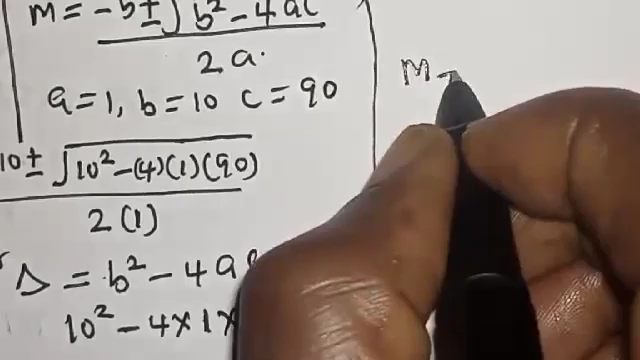 m = -b ± √b² - 4ac
2a.
a = 1, b = 10 c = 90
10 ± √10² - (4)(1)(90)
2 (1)
Δ = b² - 4a
10² - 4 × 1 ×
m